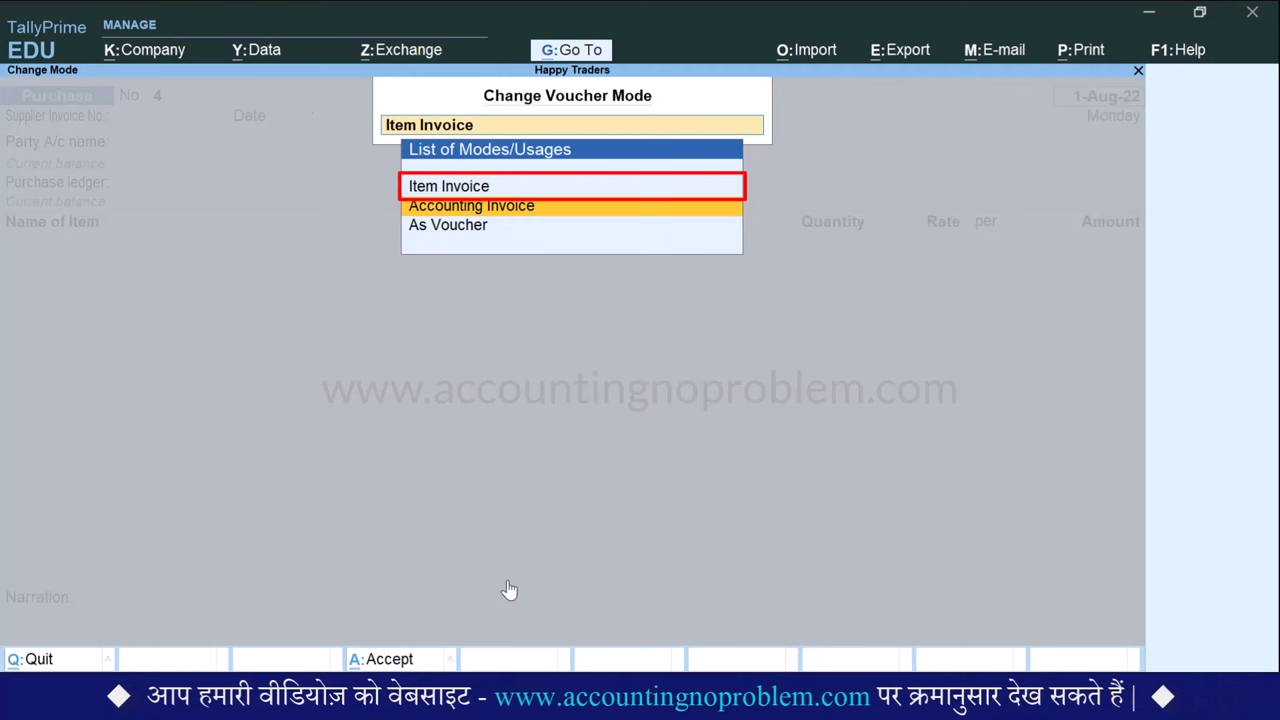 TallyPrime
EDU
MANAGE
K:Company Y:Data Z:Exchange G:Go To O:Import E:Export M:E-mail P:Print F1:Help
Change Mode Happy Traders
Purchase No 4 1-Aug-22
Supplier Invoice No.: Date : Monday
Party A/c name:
Current balance
Purchase ledger:
Current balance
Name of Item Quantity Rate per Amount
Change Voucher Mode
Item Invoice
List of Modes/Usages
Item Invoice
Accounting Invoice
As Voucher
www.accountingnoproblem.com
Narration:
Q:Quit A:Accept
आप हमारी वीडियोज़ को वेबसाइट - www.accountingnoproblem.com पर क्रमानुसार देख सकते हैं |